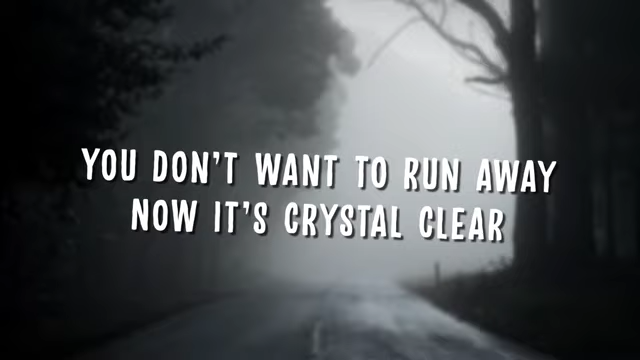 YOU DON'T WANT TO RUN AWAY
NOW IT'S CRYSTAL CLEAR